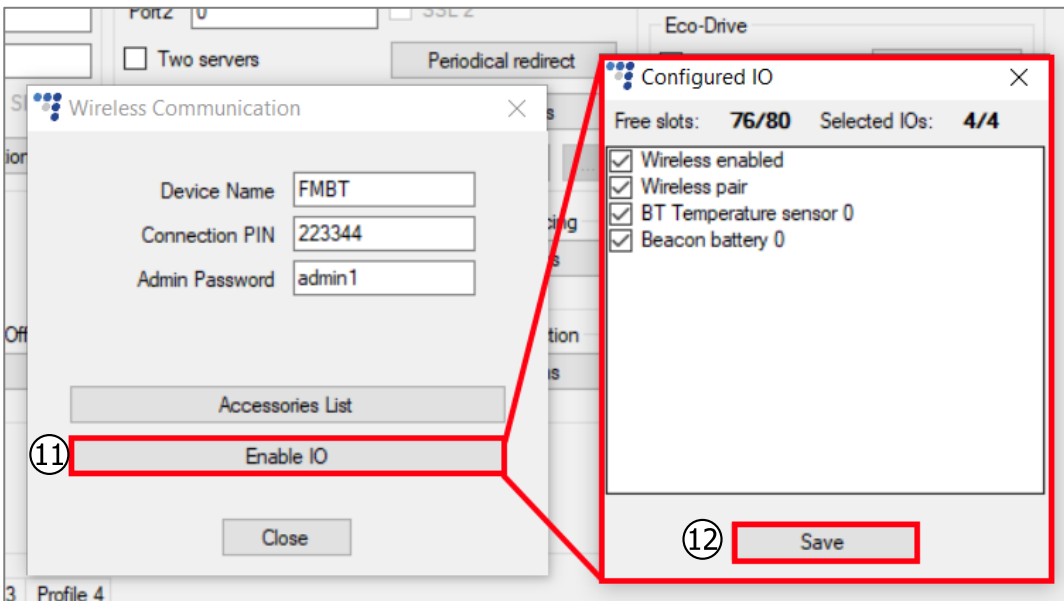 Port2 0 SSL 2
Eco-Drive
Two servers Periodical redirect
Wireless Communication
Device Name FMBT
Connection PIN 223344
Admin Password admin1
Accessories List
⑪ Enable IO
Close
Configured IO
Free slots: 76/80 Selected IOs: 4/4
Wireless enabled
Wireless pair
BT Temperature sensor 0
Beacon battery 0
⑫ Save
3 Profile 4